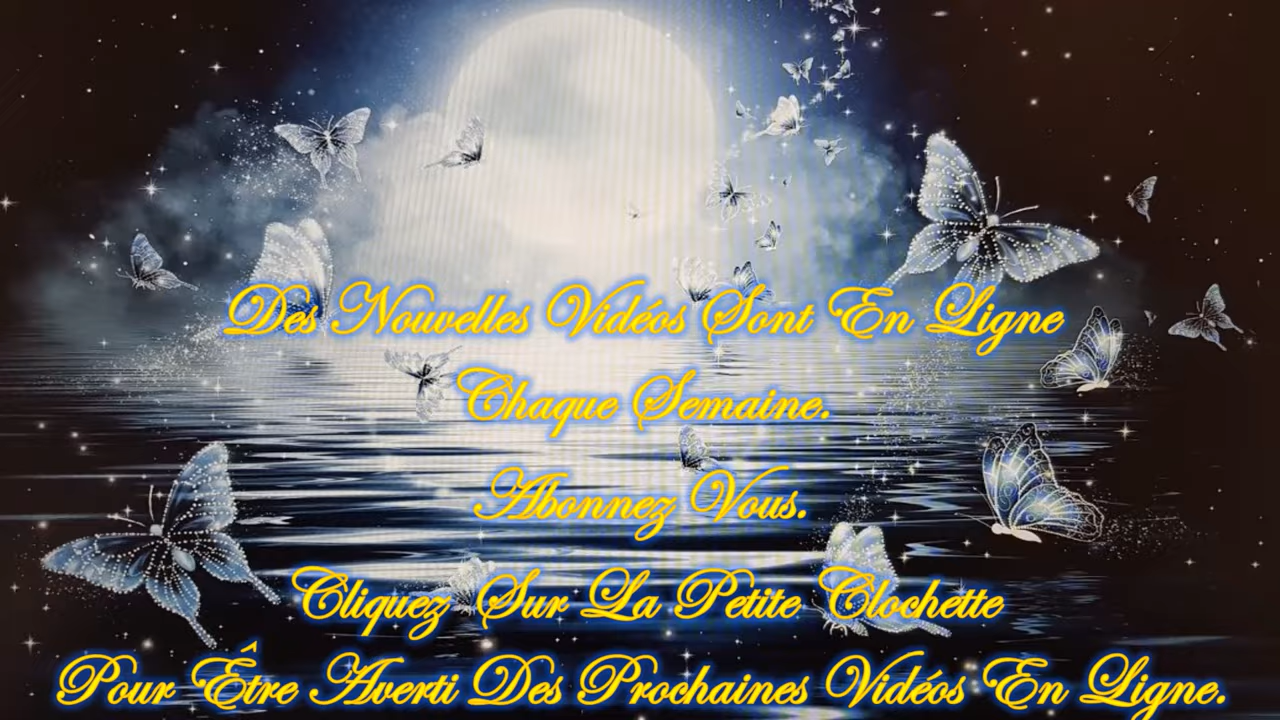 Des Nouvelles Vidéos Sont En Ligne
Chaque Semaine.
Abonnez Vous.
Cliquez Sur La Petite Clochette
Pour Être Averti Des Prochaines Vidéos En Ligne.